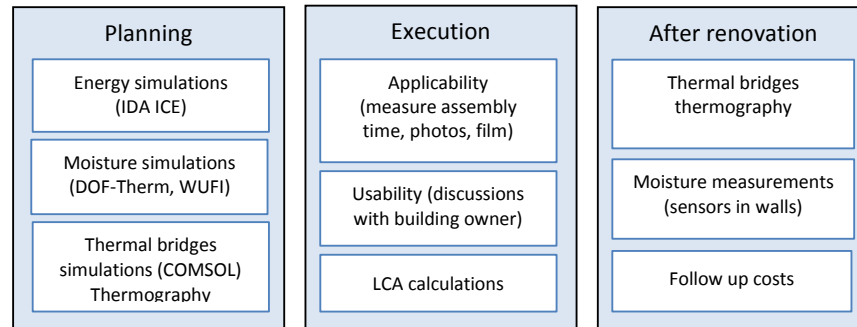 Planning
Energy simulations
(IDA ICE)
Moisture simulations
(DOF-Therm, WUFI)
Thermal bridges
simulations (COMSOL)
Thermography
Execution
Applicability
(measure assembly
time, photos, film)
Usability (discussions
with building owner)
LCA calculations
After renovation
Thermal bridges
thermography
Moisture measurements
(sensors in walls)
Follow up costs